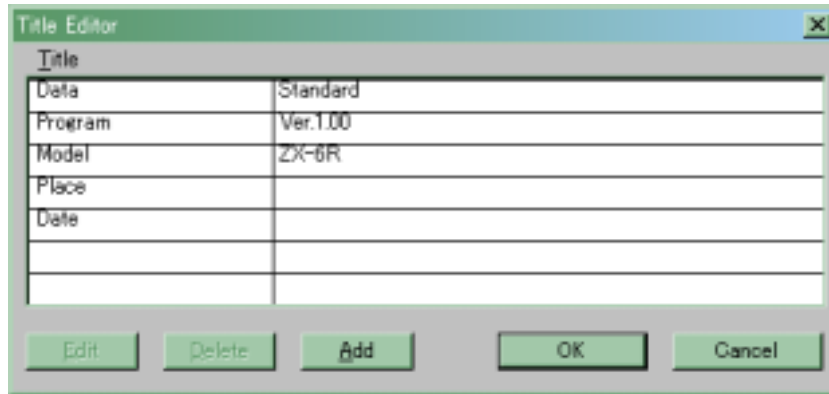 Title Editor
Title
Data Standard
Program Ver.1.00
Model ZX-6R
Place
Date
Edit Delete Add OK Cancel